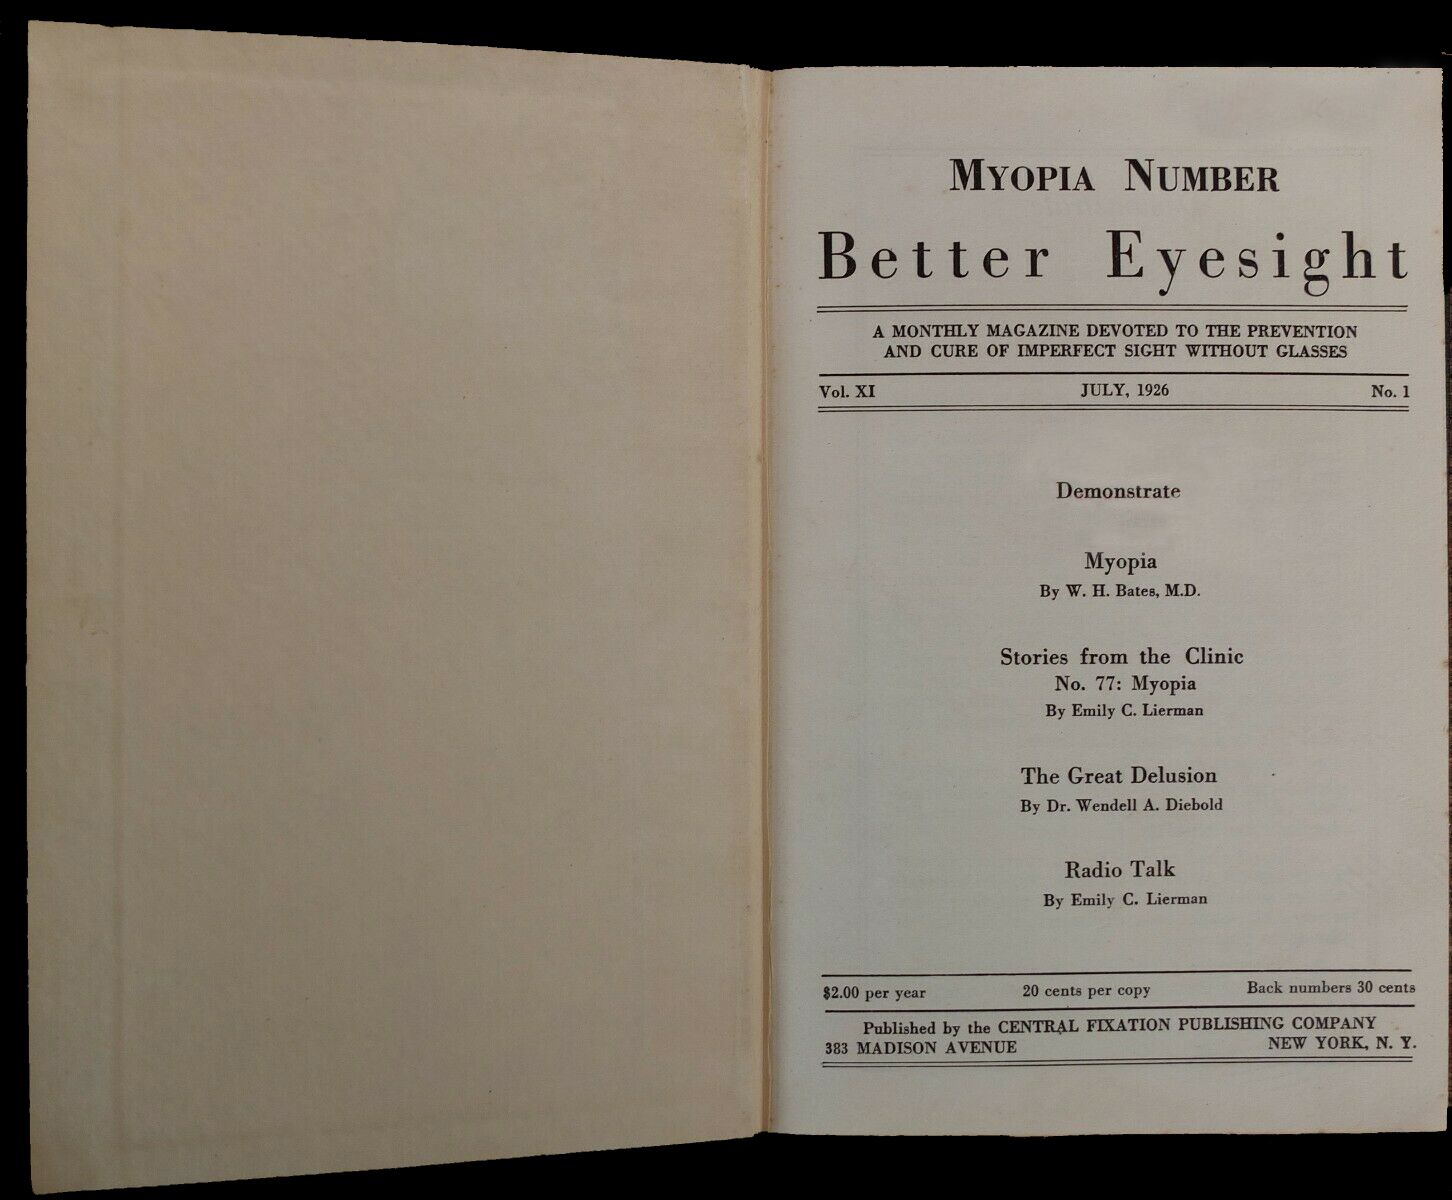 MYOPIA NUMBER
Better Eyesight
A MONTHLY MAGAZINE DEVOTED TO THE PREVENTION
AND CURE OF IMPERFECT SIGHT WITHOUT GLASSES
Vol. XI JULY, 1926 No. 1
Demonstrate
Myopia
By W. H. Bates, M.D.
Stories from the Clinic
No. 77: Myopia
By Emily C. Lierman
The Great Delusion
By Dr. Wendell A. Diebold
Radio Talk
By Emily C. Lierman
$2.00 per year 20 cents per copy Back numbers 30 cents
Published by the CENTRAL FIXATION PUBLISHING COMPANY
383 MADISON AVENUE NEW YORK, N. Y.